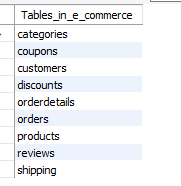 Tables_in_e_commerce
categories
coupons
customers
discounts
orderdetails
orders
products
reviews
shipping